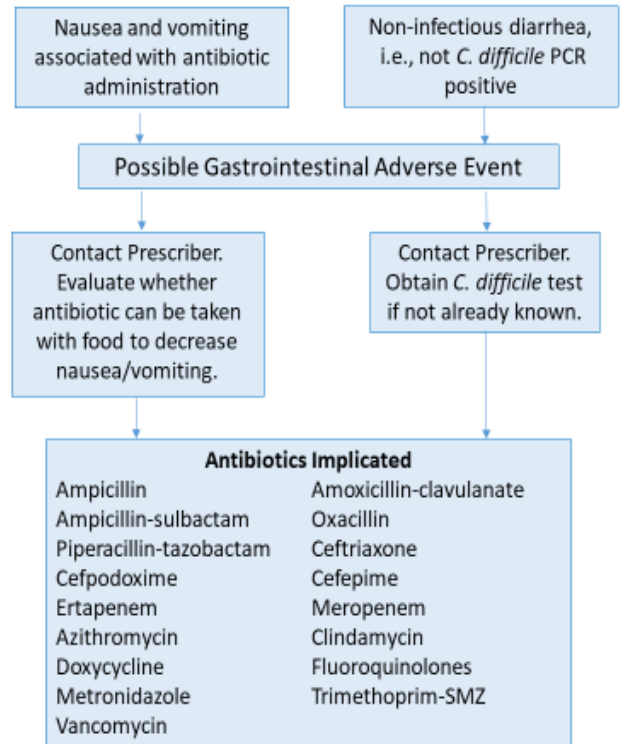 Nausea and vomiting
associated with antibiotic
administration
Non-infectious diarrhea,
i.e., not C. difficile PCR
positive
Possible Gastrointestinal Adverse Event
Contact Prescriber.
Evaluate whether
antibiotic can be taken
with food to decrease
nausea/vomiting.
Contact Prescriber.
Obtain C. difficile test
if not already known.
Antibiotics Implicated
Ampicillin
Ampicillin-sulbactam
Piperacillin-tazobactam
Cefpodoxime
Ertapenem
Azithromycin
Doxycycline
Metronidazole
Vancomycin
Amoxicillin-clavulanate
Oxacillin
Ceftriaxone
Cefepime
Meropenem
Clindamycin
Fluoroquinolones
Trimethoprim-SMZ